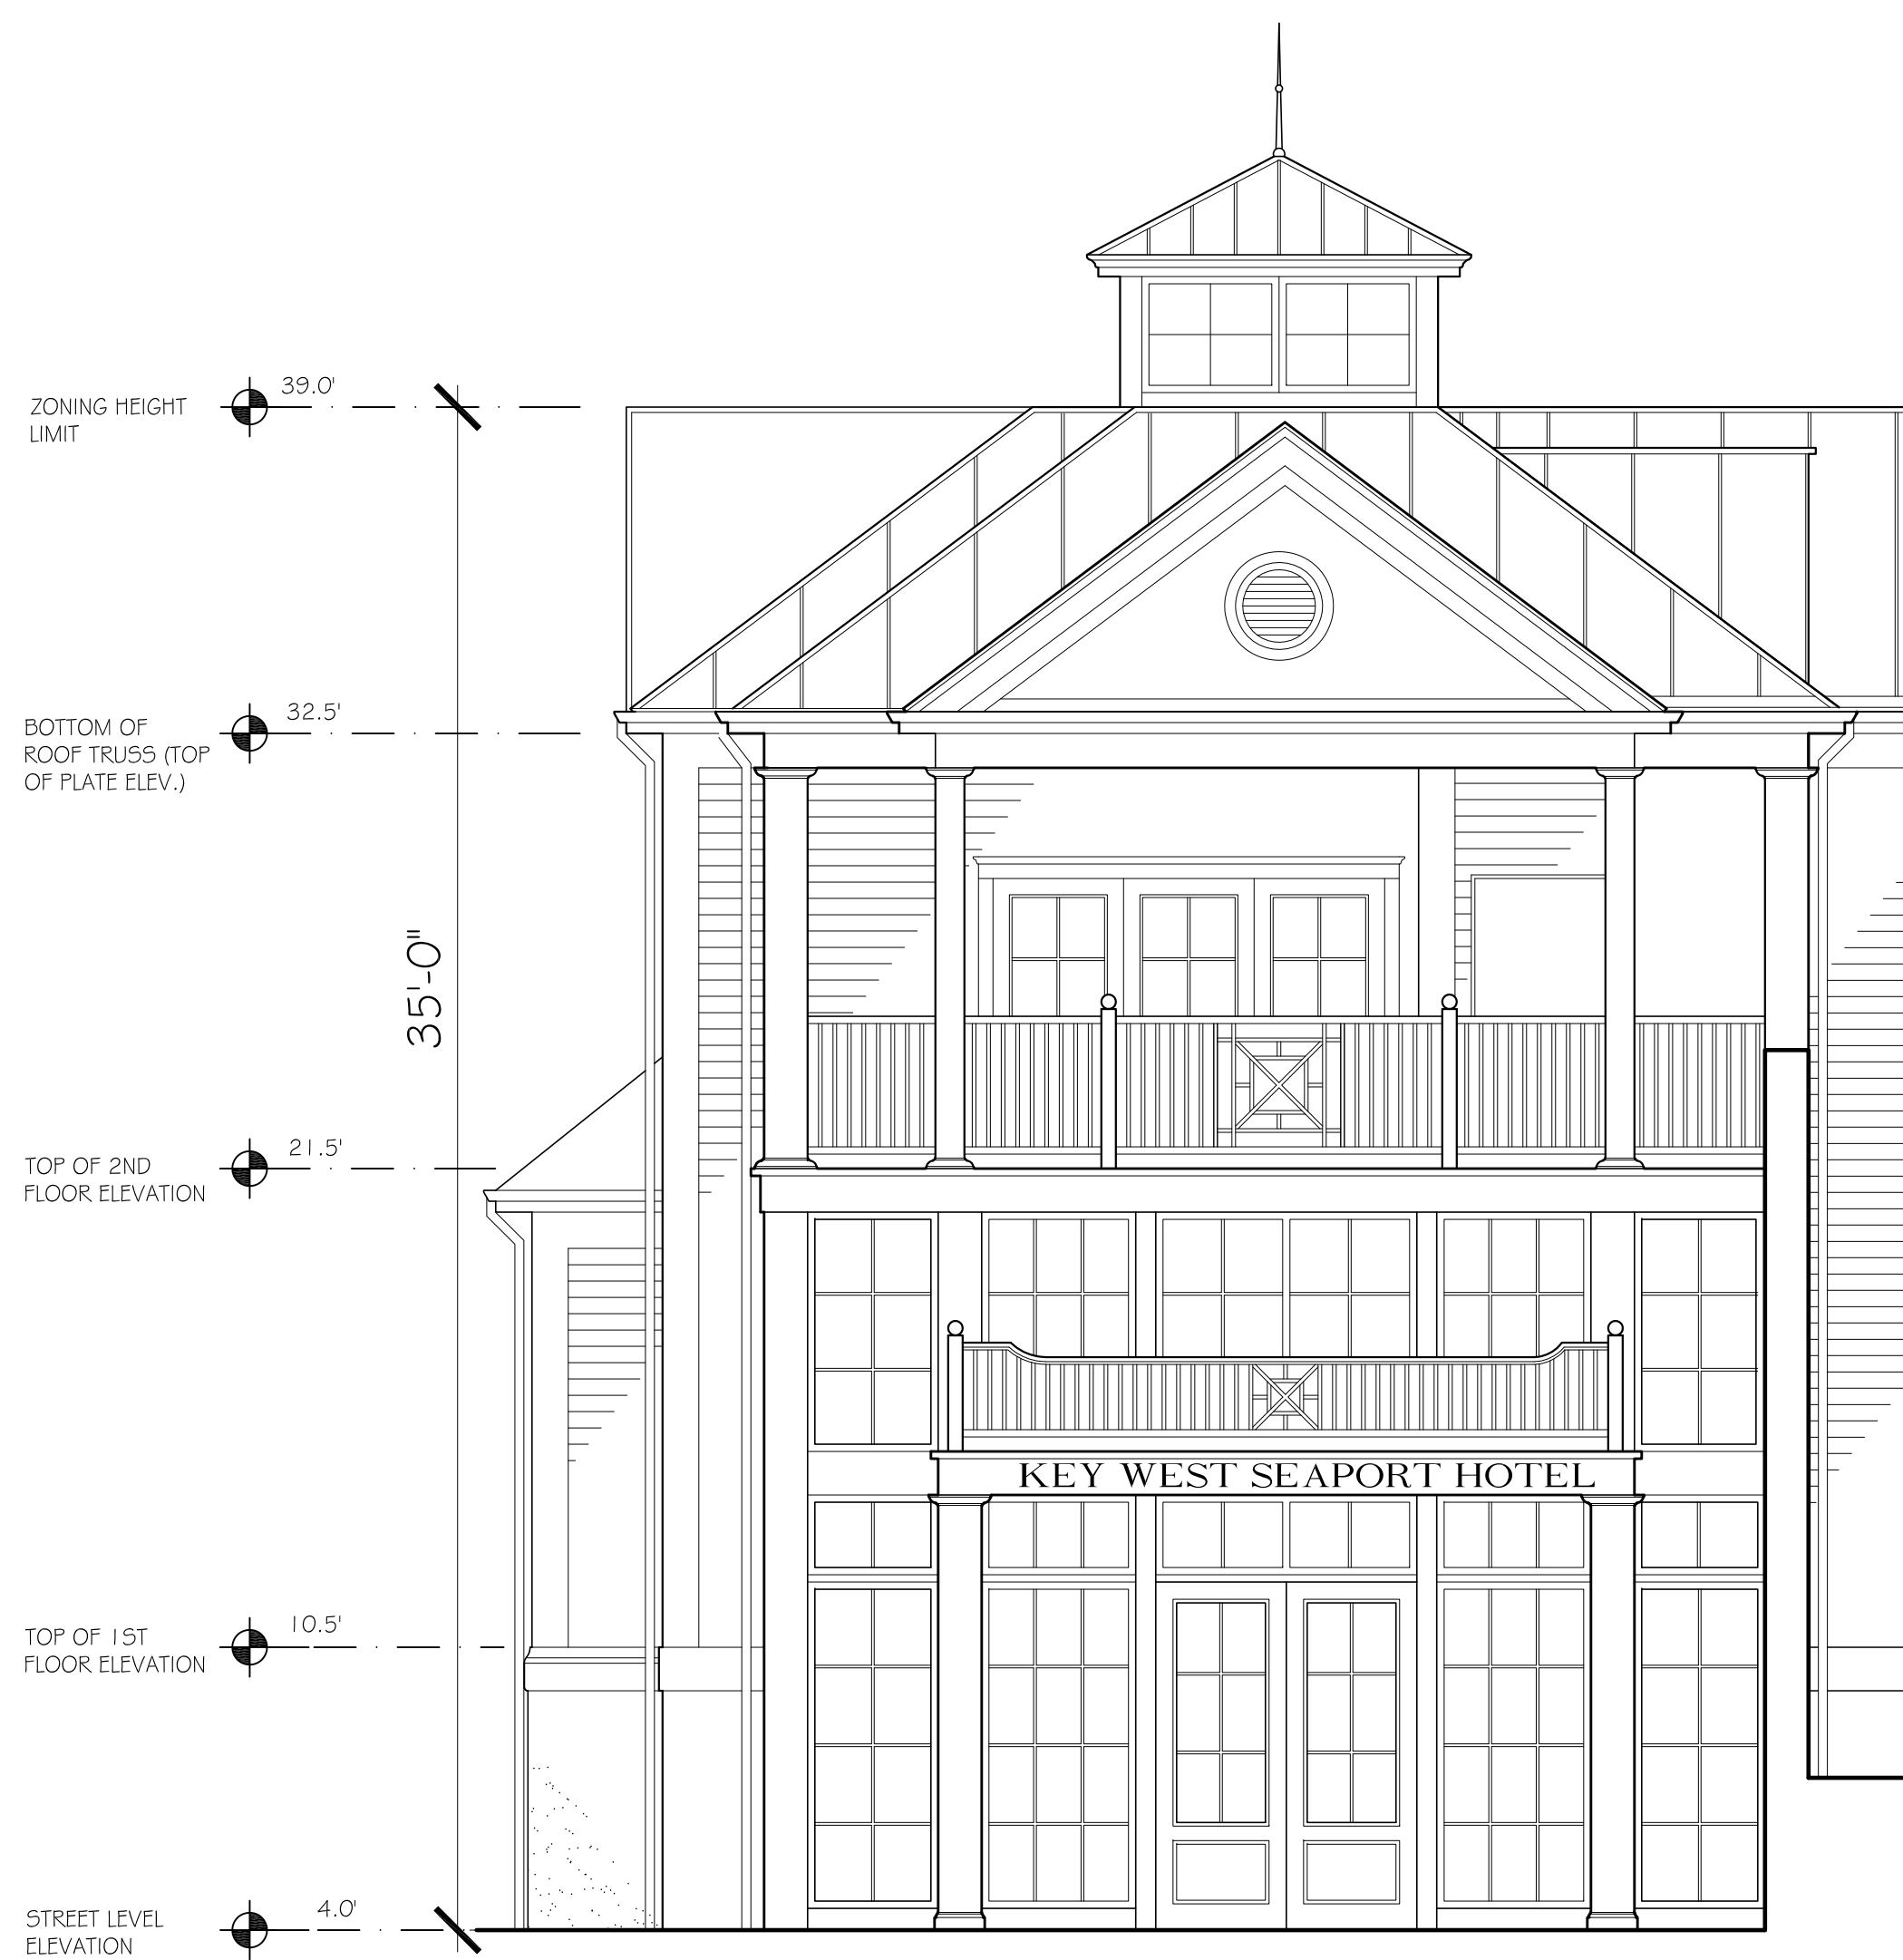 39.0'
ZONING HEIGHT
LIMIT
32.5'
BOTTOM OF
ROOF TRUSS (TOP
OF PLATE ELEV.)
35'-0"
21.5'
TOP OF 2ND
FLOOR ELEVATION
KEY WEST SEAPORT HOTEL
10.5'
TOP OF 1ST
FLOOR ELEVATION
4.0'
STREET LEVEL
ELEVATION